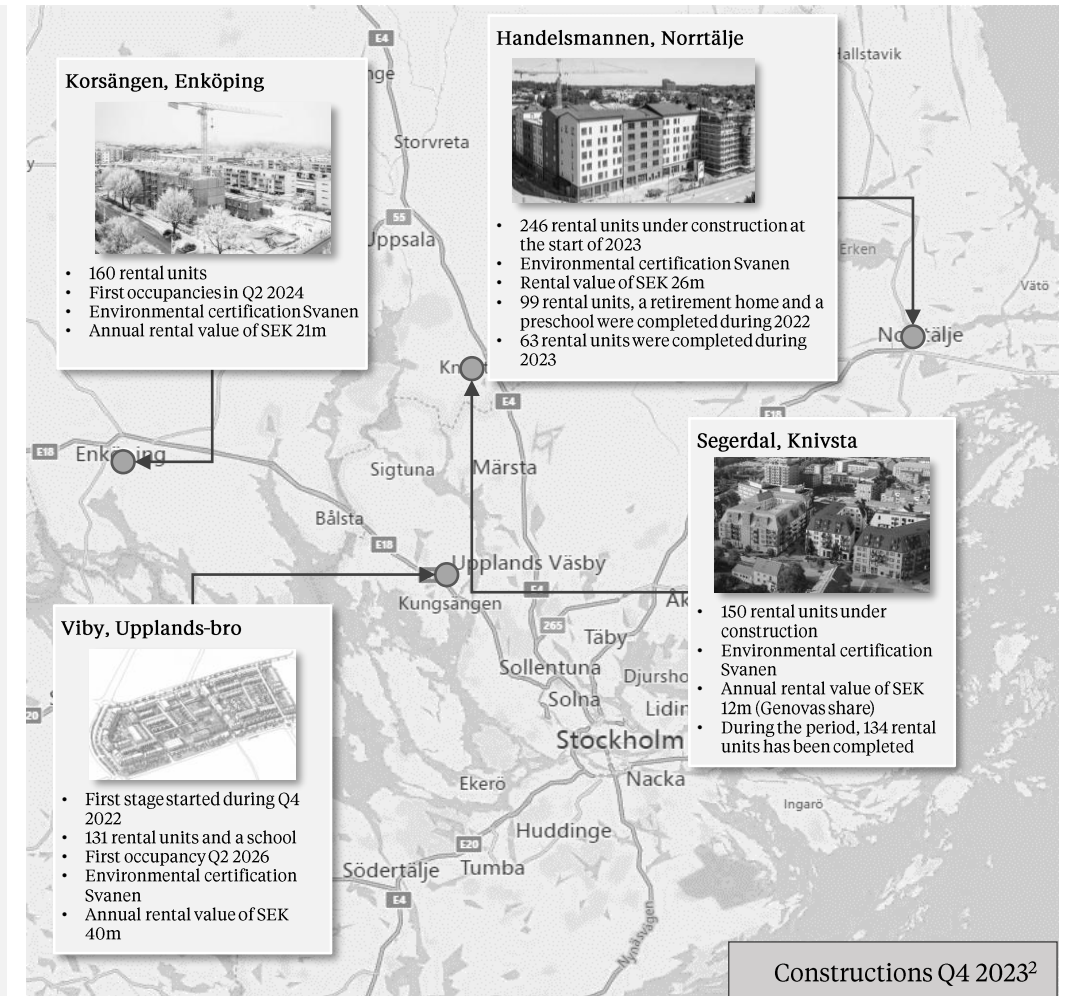 Handelsmannen, Norrtälje
246 rental units under construction at
the start of 2023
Environmental certification Svanen
Rental value of SEK 26m
99 rental units, a retirement home and a
preschool were completed during 2022
63 rental units were completed during
2023
Korsängen, Enköping
160 rental units
First occupancies in Q2 2024
Environmental certification Svanen
Annual rental value of SEK 21m
Segerdal, Knivsta
150 rental units under
construction
Environmental certification
Svanen
Annual rental value of SEK
12m (Genovas share)
During the period, 134 rental
units has been completed
Viby, Upplands-bro
First stage started during Q4
2022
131 rental units and a school
First occupancy Q2 2026
Environmental certification
Svanen
Annual rental value of SEK
40m
E4
Storvreta
55
Uppsala
Erken
Vätö
E4
E18
E18
Sigtuna
Märsta
Bålsta
E18
Upplands Väsby
E4
Kungsängen
265
Täby
Sollentuna
Solna
Stockholm
Nacka
Ekerö
Ingarö
Huddinge
E20
Södertälje
Tumba
E4
Nynäsvägen
20
Constructions Q4 2023²